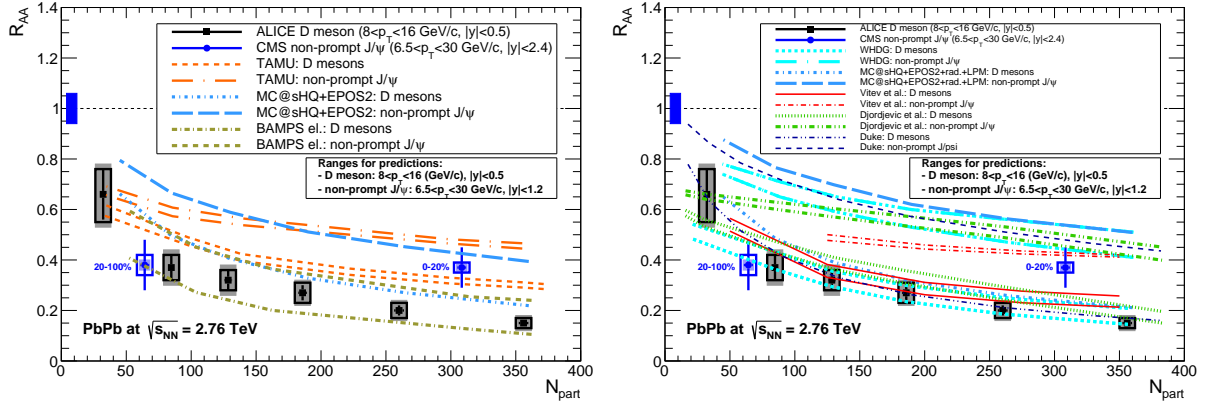 R_AA
1.4
1.2
1
0.8
0.6
0.4
0.2
0
0 50 100 150 200 250 300 350 400
N_part
ALICE D meson (8<p_T<16 GeV/c, |y|<0.5)
CMS non-prompt J/ψ (6.5<p_T<30 GeV/c, |y|<2.4)
TAMU: D mesons
TAMU: non-prompt J/ψ
MC@sHQ+EPOS2: D mesons
MC@sHQ+EPOS2: non-prompt J/ψ
BAMPS el.: D mesons
BAMPS el.: non-prompt J/ψ
Ranges for predictions:
- D meson: 8<p_T<16 (GeV/c), |y|<0.5
- non-prompt J/ψ: 6.5<p_T<30 GeV/c, |y|<1.2
20-100%
0-20%
PbPb at √s_NN = 2.76 TeV
R_AA
1.4
1.2
1
0.8
0.6
0.4
0.2
0
0 50 100 150 200 250 300 350 400
N_part
ALICE D meson (8<p_T<16 GeV/c, |y|<0.5)
CMS non-prompt J/ψ (6.5<p_T<30 GeV/c, |y|<2.4)
WHDG: D mesons
WHDG: non-prompt J/ψ
MC@sHQ+EPOS2+rad.+LPM: D mesons
MC@sHQ+EPOS2+rad.+LPM: non-prompt J/ψ
Vitev et al.: D mesons
Vitev et al.: non-prompt J/ψ
Djordjevic et al.: D mesons
Djordjevic et al.: non-prompt J/ψ
Duke: D mesons
Duke: non-prompt J/psi
Ranges for predictions:
- D meson: 8<p_T<16 (GeV/c), |y|<0.5
- non-prompt J/ψ: 6.5<p_T<30 GeV/c, |y|<1.2
20-100%
0-20%
PbPb at √s_NN = 2.76 TeV